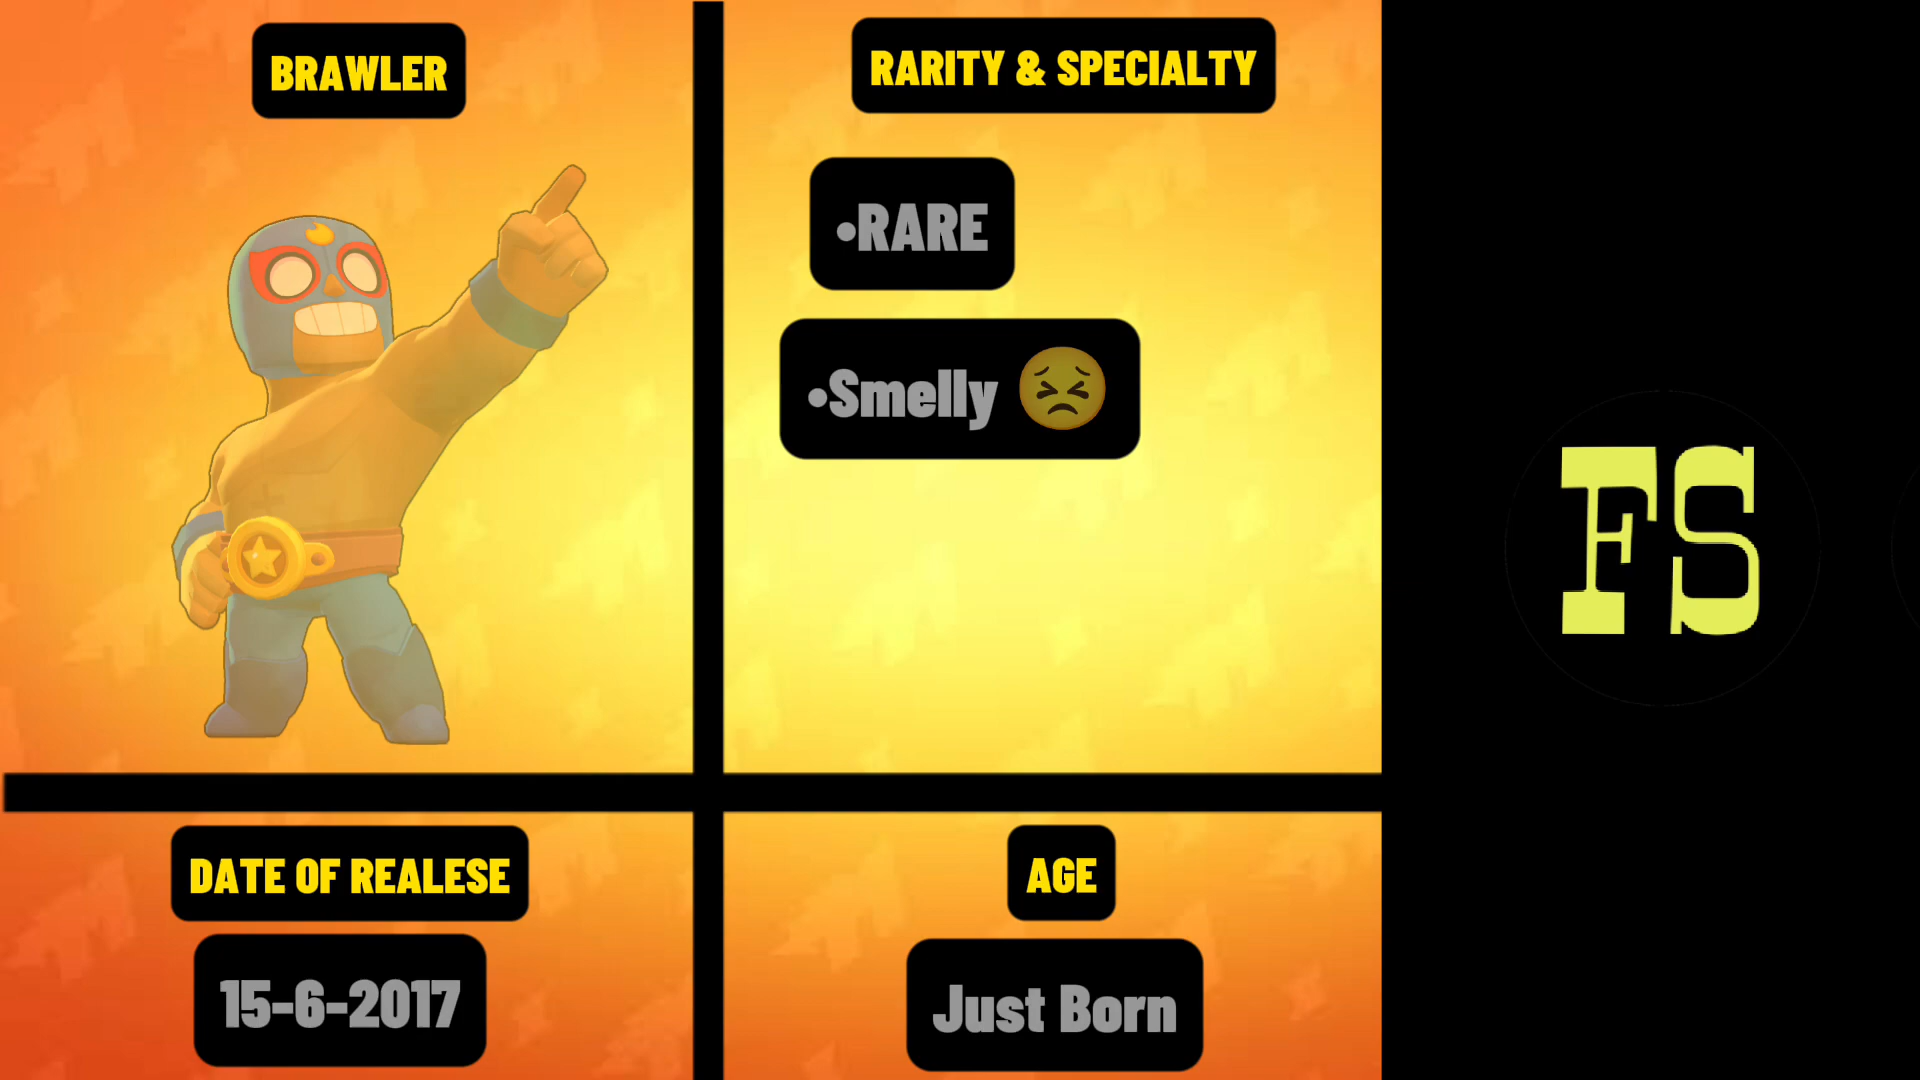 BRAWLER
RARITY & SPECIALTY
•RARE
•Smelly 😣
FS
DATE OF REALESE
15-6-2017
AGE
Just Born